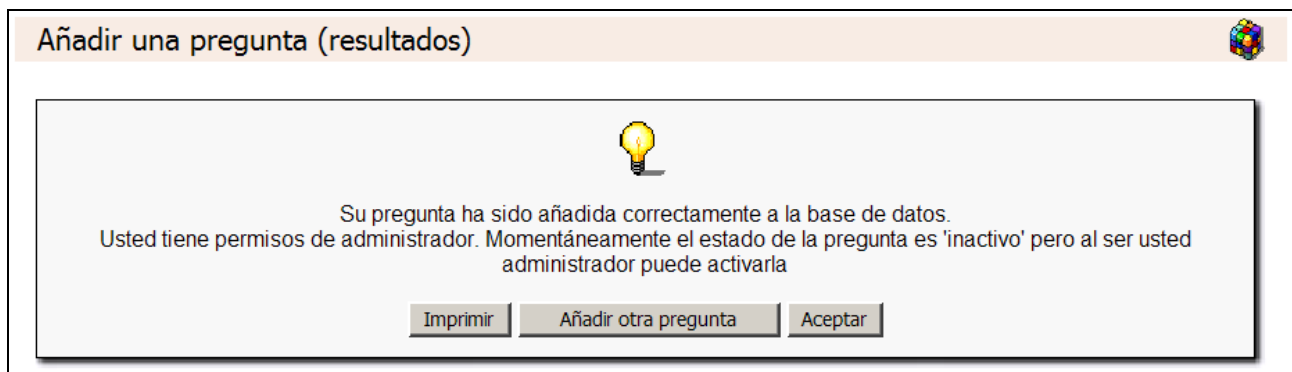 Añadir una pregunta (resultados)
Su pregunta ha sido añadida correctamente a la base de datos.
Usted tiene permisos de administrador. Momentáneamente el estado de la pregunta es 'inactivo' pero al ser usted
administrador puede activarla
Imprimir Añadir otra pregunta Aceptar